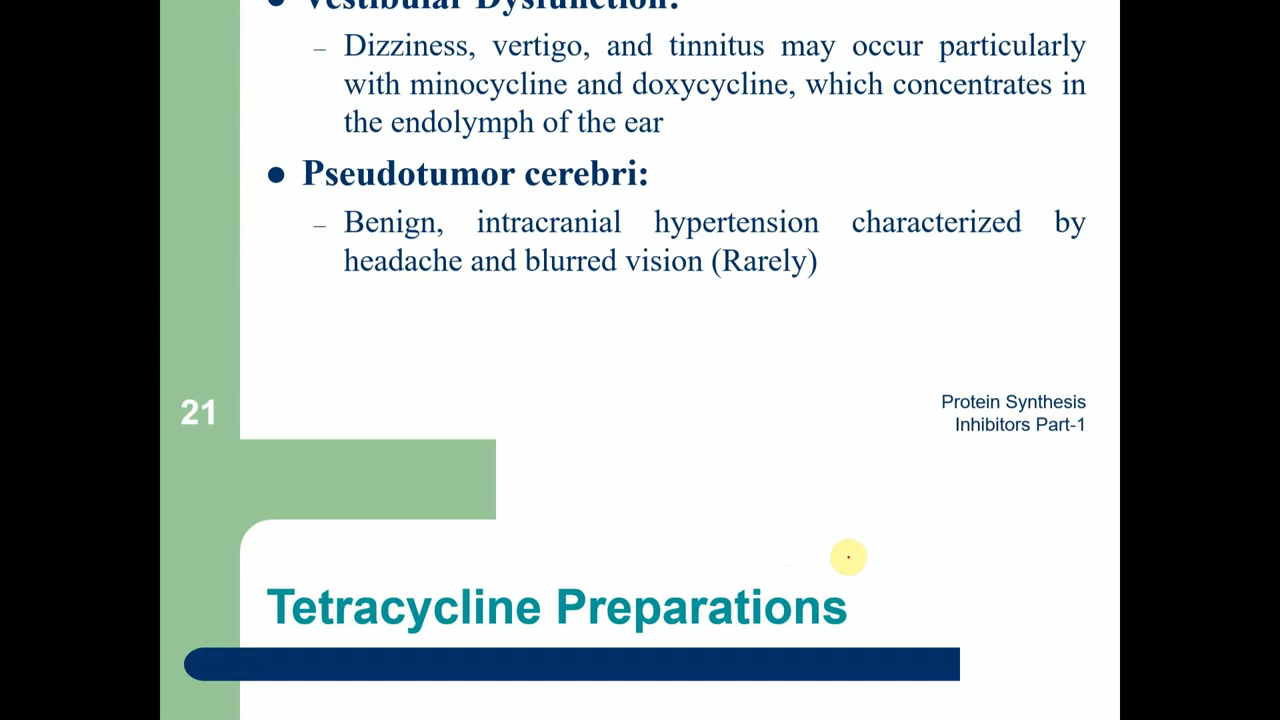 ● Vestibular Dysfunction:
– Dizziness, vertigo, and tinnitus may occur particularly
with minocycline and doxycycline, which concentrates in
the endolymph of the ear
● Pseudotumor cerebri:
– Benign, intracranial hypertension characterized by
headache and blurred vision (Rarely)
21
Protein Synthesis
Inhibitors Part-1
Tetracycline Preparations